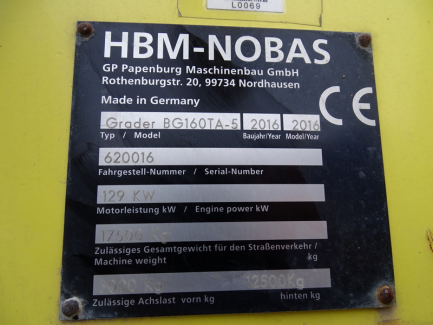 L0069
HBM-NOBAS
GP Papenburg Maschinenbau GmbH
Rothenburgstr. 20, 99734 Nordhausen
Made in Germany
CE
Grader BG160TA-5 2016 2016
Typ / Model Baujahr/Year Model/Year
620016
Fahrgestell-Nummer / Serial-Number
129 KW
Motorleistung kW / Engine power kW
Zulässiges Gesamtgewicht für den Straßenverkehr /
Machine weight kg
12500Kg
Zulässige Achslast vorn kg hinten kg